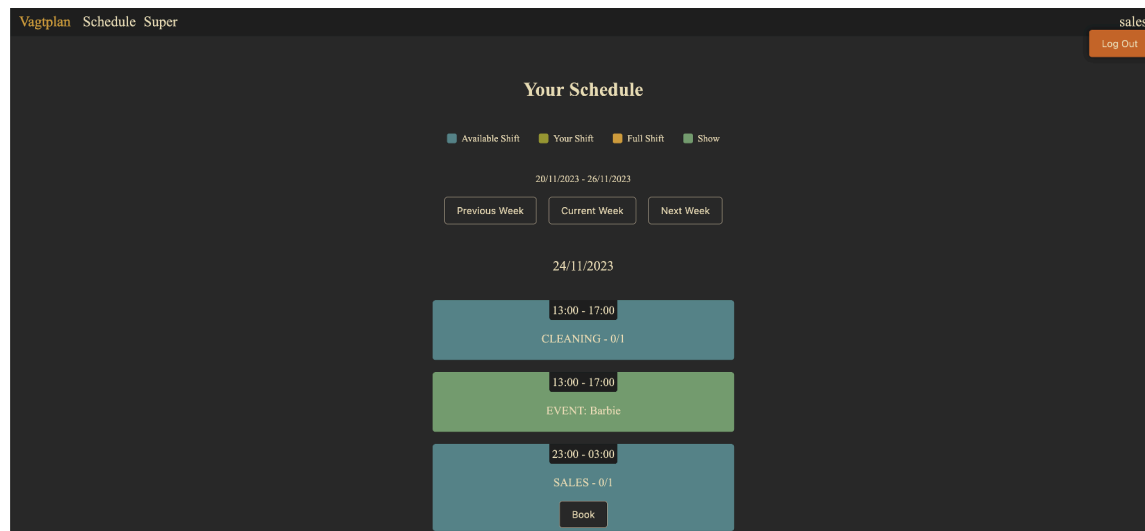 Vagtplan Schedule Super sales
Log Out
Your Schedule
Available Shift Your Shift Full Shift Show
20/11/2023 - 26/11/2023
Previous Week Current Week Next Week
24/11/2023
13:00 - 17:00
CLEANING - 0/1
13:00 - 17:00
EVENT: Barbie
23:00 - 03:00
SALES - 0/1
Book